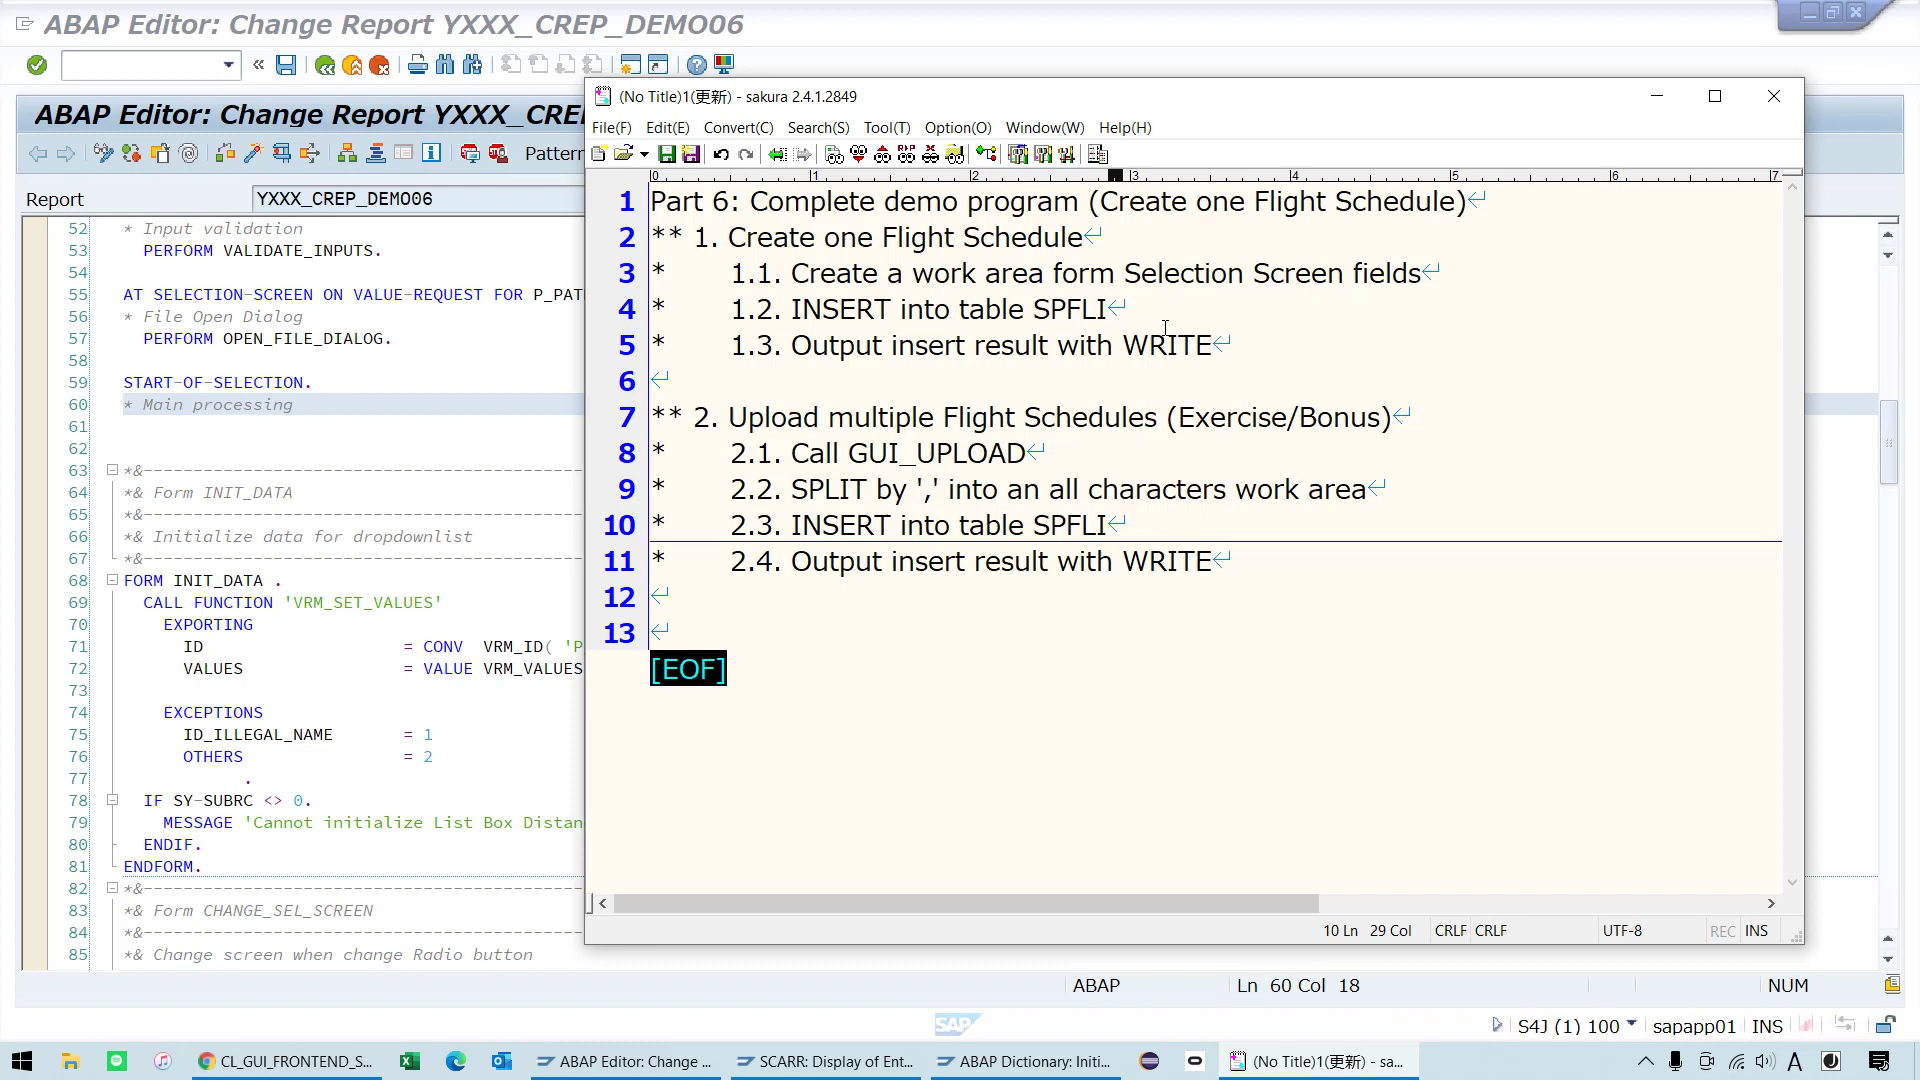 ABAP Editor: Change Report YXXX_CREP_DEMO06
ABAP Editor: Change Report YXXX_CRE
Pattern
Report
YXXX_CREP_DEMO06
52 * Input validation
53 PERFORM VALIDATE_INPUTS.
54
55 AT SELECTION-SCREEN ON VALUE-REQUEST FOR P_PAT
56 * File Open Dialog
57 PERFORM OPEN_FILE_DIALOG.
58
59 START-OF-SELECTION.
60 * Main processing
61
62
63 *&---------------------------------------------
64 *& Form INIT_DATA
65 *&---------------------------------------------
66 *& Initialize data for dropdownlist
67 *&---------------------------------------------
68 FORM INIT_DATA .
69 CALL FUNCTION 'VRM_SET_VALUES'
70 EXPORTING
71 ID = CONV VRM_ID( 'P
72 VALUES = VALUE VRM_VALUES
73
74 EXCEPTIONS
75 ID_ILLEGAL_NAME = 1
76 OTHERS = 2
77 .
78 IF SY-SUBRC <> 0.
79 MESSAGE 'Cannot initialize List Box Distan
80 ENDIF.
81 ENDFORM.
82 *&---------------------------------------------
83 *& Form CHANGE_SEL_SCREEN
84 *&---------------------------------------------
85 *& Change screen when change Radio button
(No Title)1(更新) - sakura 2.4.1.2849
File(F) Edit(E) Convert(C) Search(S) Tool(T) Option(O) Window(W) Help(H)
0 1 2 3 4 5 6 7
1 Part 6: Complete demo program (Create one Flight Schedule)
2 ** 1. Create one Flight Schedule
3 * 1.1. Create a work area form Selection Screen fields
4 * 1.2. INSERT into table SPFLI
5 * 1.3. Output insert result with WRITE
6
7 ** 2. Upload multiple Flight Schedules (Exercise/Bonus)
8 * 2.1. Call GUI_UPLOAD
9 * 2.2. SPLIT by ',' into an all characters work area
10 * 2.3. INSERT into table SPFLI
11 * 2.4. Output insert result with WRITE
12
13
[EOF]
10 Ln 29 Col CRLF CRLF UTF-8 REC INS
ABAP Ln 60 Col 18 NUM
SAP
S4J (1) 100 sapapp01 INS
CL_GUI_FRONTEND_S...
ABAP Editor: Change ...
SCARR: Display of Ent...
ABAP Dictionary: Initi...
(No Title)1(更新) - sa...
A